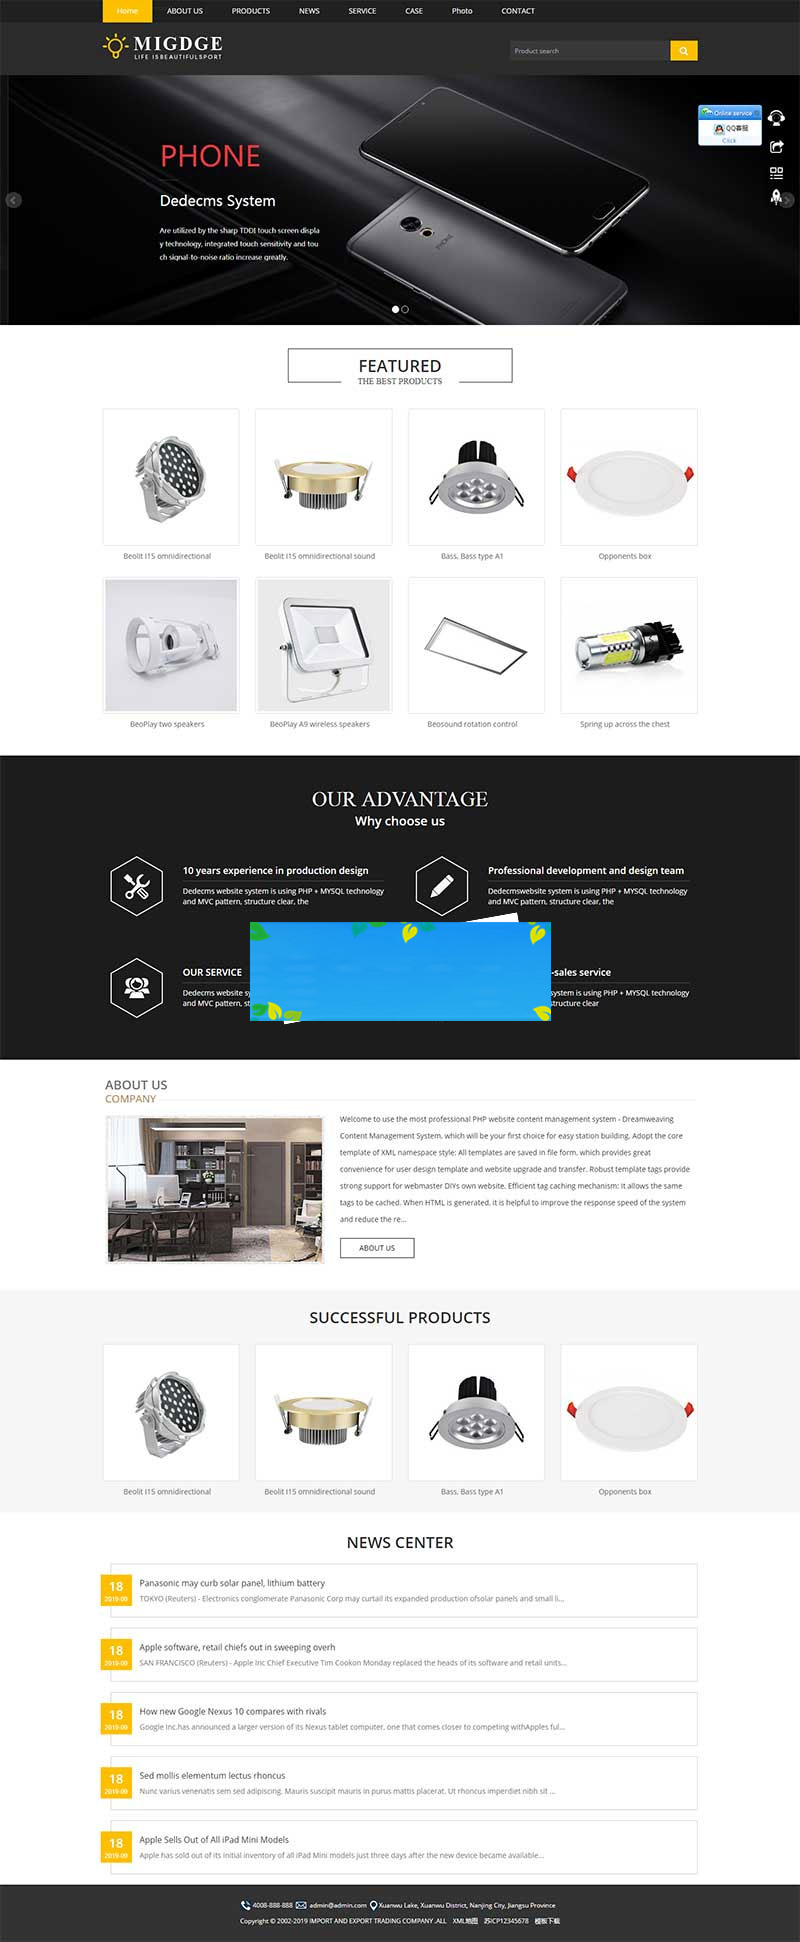 Home ABOUT US PRODUCTS NEWS SERVICE CASE Photo CONTACT
MIGDGE
LIFE ISBEAUTIFULSPORT
Product search
Online service
QQ客服
Click
PHONE
Dedecms System
Are utilized by the sharp TDDI touch screen displa
y technology, integrated touch sensitivity and tou
ch signal-to-noise ratio increase greatly.
PHONE
FEATURED
THE BEST PRODUCTS
Beolit I15 omnidirectional
Beolit I15 omnidirectional sound
Bass, Bass type A1
Opponents box
BeoPlay two speakers
BeoPlay A9 wireless speakers
Beosound rotation control
Spring up across the chest
OUR ADVANTAGE
Why choose us
10 years experience in production design
Dedecms website system is using PHP + MYSQL technology
and MVC pattern, structure clear, the
Professional development and design team
Dedecmswebsite system is using PHP + MYSQL technology
and MVC pattern, structure clear, the
OUR SERVICE
Dedecms website sy
and MVC pattern, st
-sales service
system is using PHP + MYSQL technology
structure clear
ABOUT US
COMPANY
Welcome to use the most professional PHP website content management system - Dreamweaving
Content Management System, which will be your first choice for easy station building, Adopt the core
template of XML namespace style: All templates are saved in file form, which provides great
convenience for user design template and website upgrade and transfer. Robust template tags provide
strong support for webmaster DIYs own website. Efficient tag caching mechanism: It allows the same
tags to be cached. When HTML is generated, it is helpful to improve the response speed of the system
and reduce the re...
ABOUT US
SUCCESSFUL PRODUCTS
Beolit I15 omnidirectional
Beolit I15 omnidirectional sound
Bass, Bass type A1
Opponents box
NEWS CENTER
18
2019-09
Panasonic may curb solar panel, lithium battery
TOKYO (Reuters) - Electronics conglomerate Panasonic Corp may curtail its expanded production ofsolar panels and small li...
18
2019-09
Apple software, retail chiefs out in sweeping overh
SAN FRANCISCO (Reuters) - Apple Inc Chief Executive Tim Cookon Monday replaced the heads of its software and retail units...
18
2019-09
How new Google Nexus 10 compares with rivals
Google Inc.has announced a larger version of its Nexus tablet computer, one that comes closer to competing withApples ful...
18
2019-09
Sed mollis elementum lectus rhoncus
Nunc varius venenatis sem sed adipiscing. Mauris suscipit mauris in purus mattis placerat. Ut rhoncus imperdiet nibh sit ...
18
2019-09
Apple Sells Out of All iPad Mini Models
Apple has sold out of its initial inventory of all iPad Mini models just three days after the new device became available...
4008-888-888 admin@admin.com Xuanwu Lake, Xuanwu District, Nanjing City, Jiangsu Province
Copyright © 2002-2019 IMPORT AND EXPORT TRADING COMPANY .ALL XML地图 苏ICP12345678 模板下载